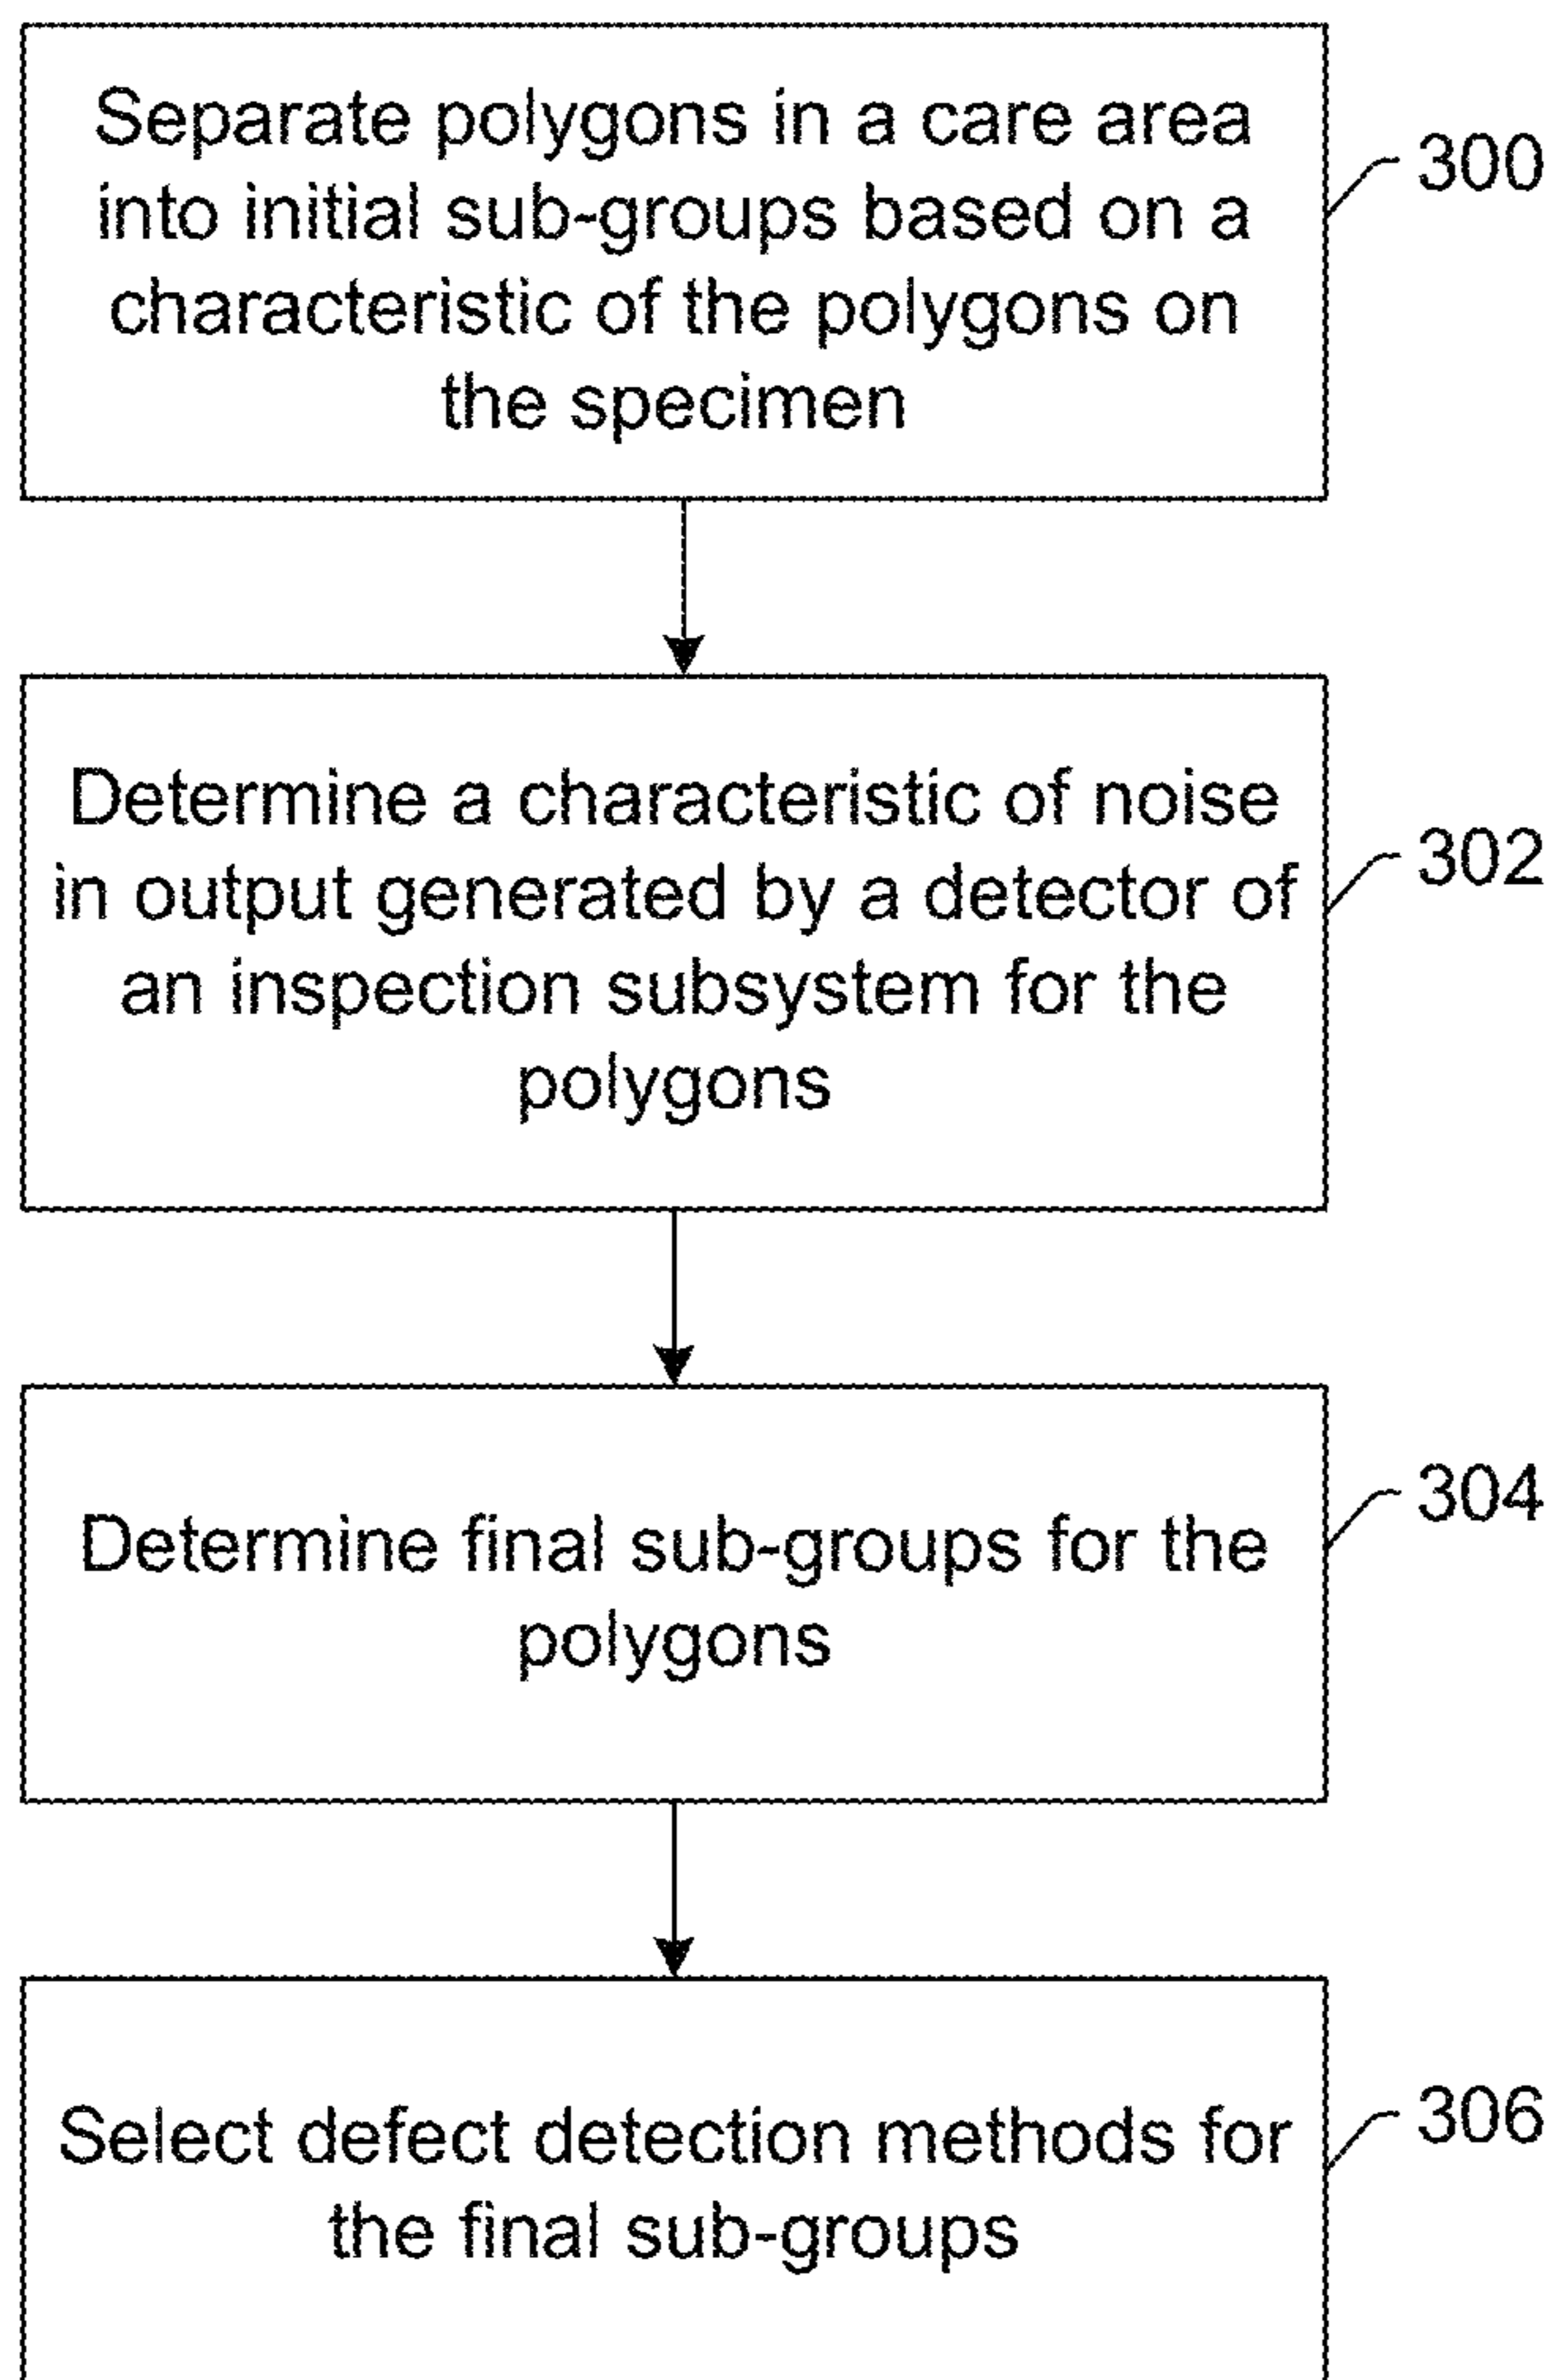 Separate polygons in a care area
into initial sub-groups based on a
characteristic of the polygons on
the specimen
300
Determine a characteristic of noise
in output generated by a detector of
an inspection subsystem for the
polygons
302
Determine final sub-groups for the
polygons
304
Select defect detection methods for
the final sub-groups
306